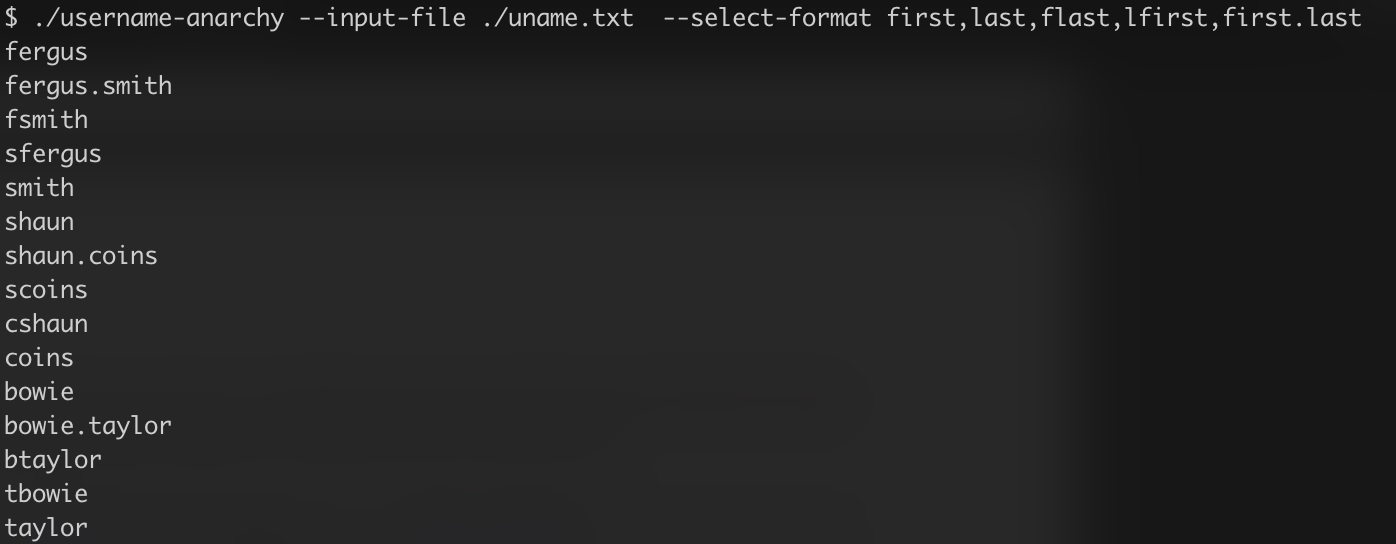 $ ./username-anarchy --input-file ./uname.txt  --select-format first,last,flast,lfirst,first.last
fergus
fergus.smith
fsmith
sfergus
smith
shaun
shaun.coins
scoins
cshaun
coins
bowie
bowie.taylor
btaylor
tbowie
taylor